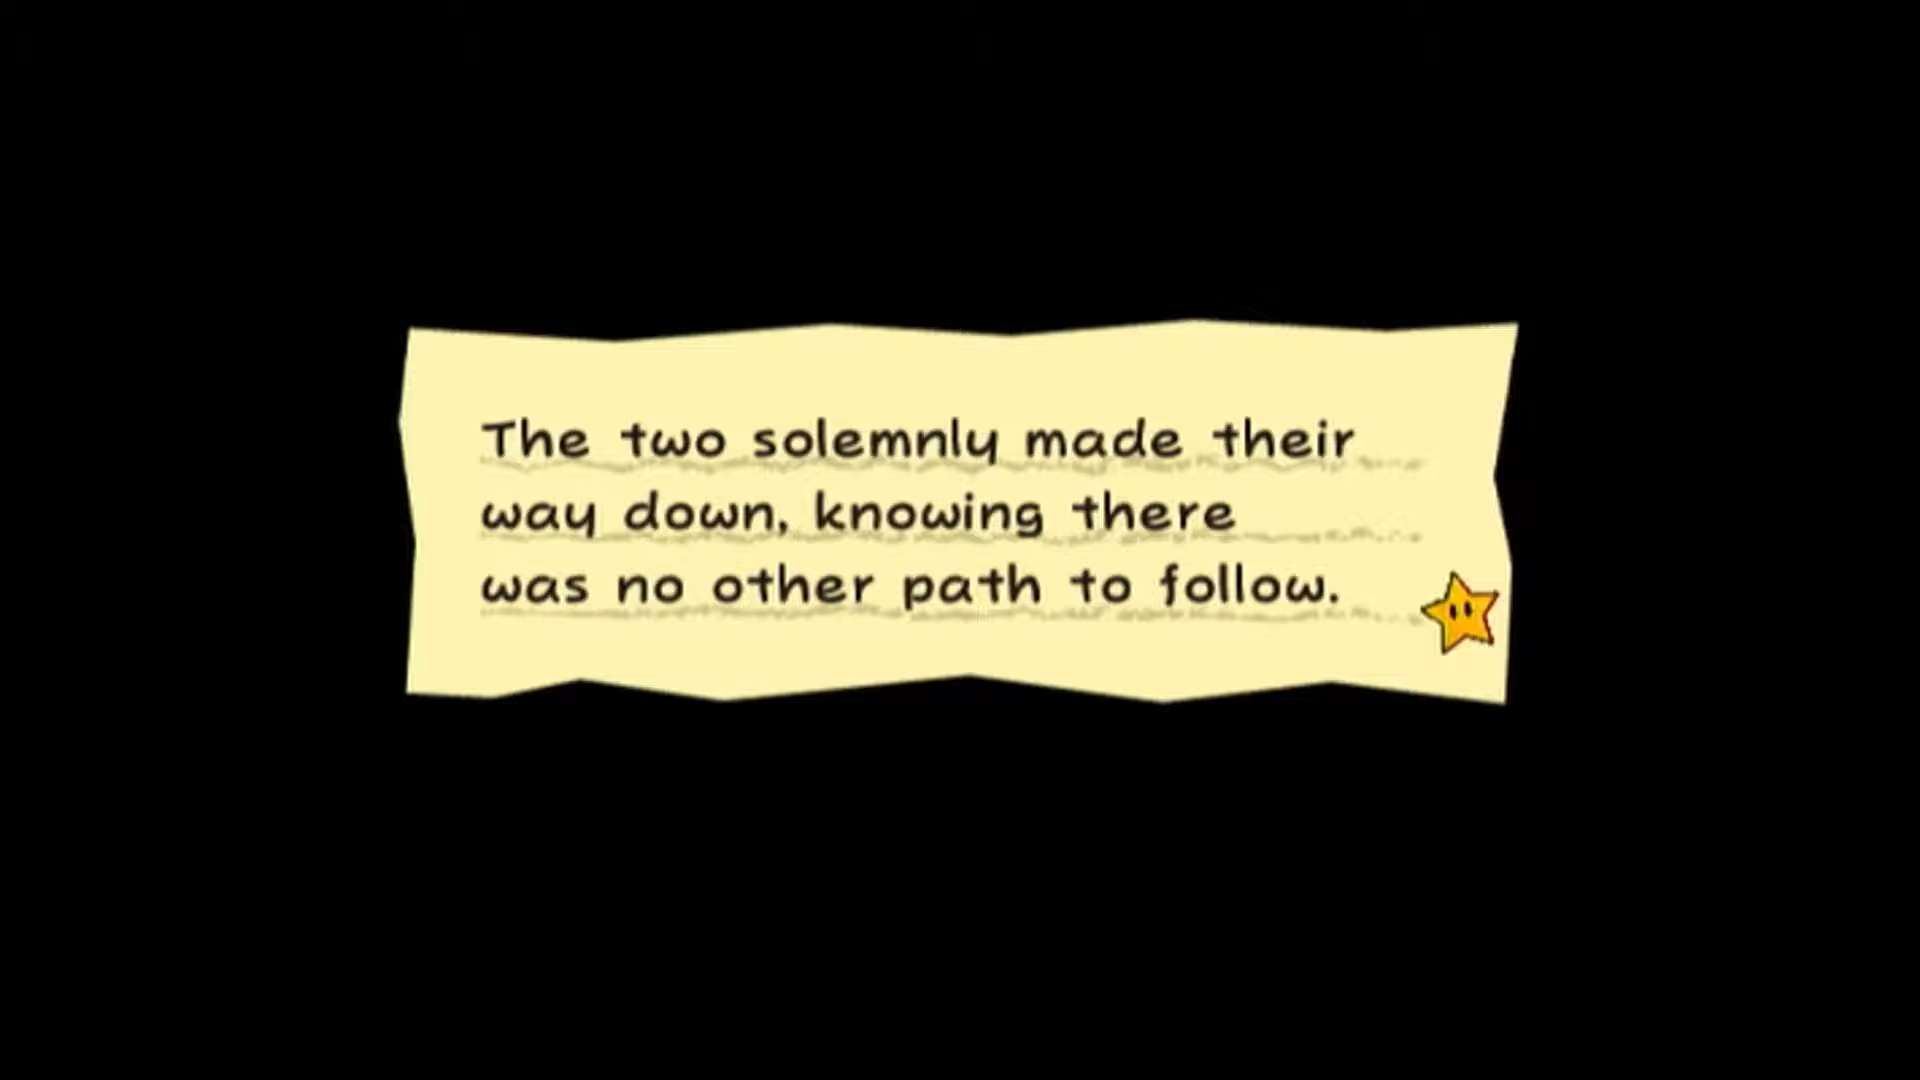 The two solemnly made their
way down, knowing there
was no other path to follow.